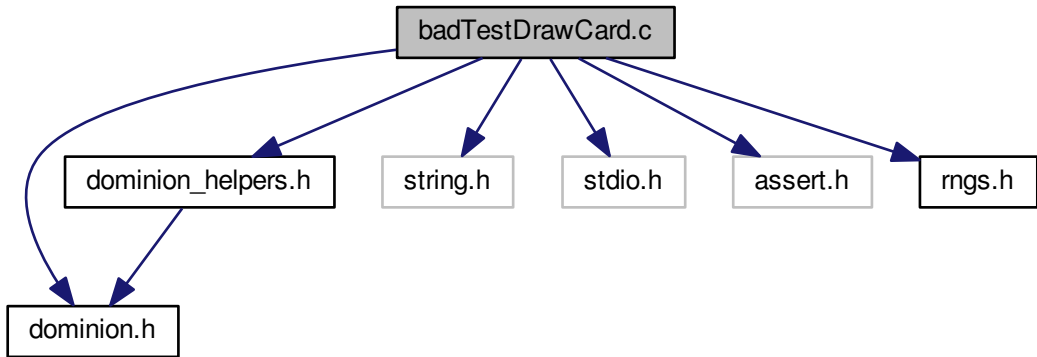 badTestDrawCard.c
dominion_helpers.h
string.h
stdio.h
assert.h
rngs.h
dominion.h